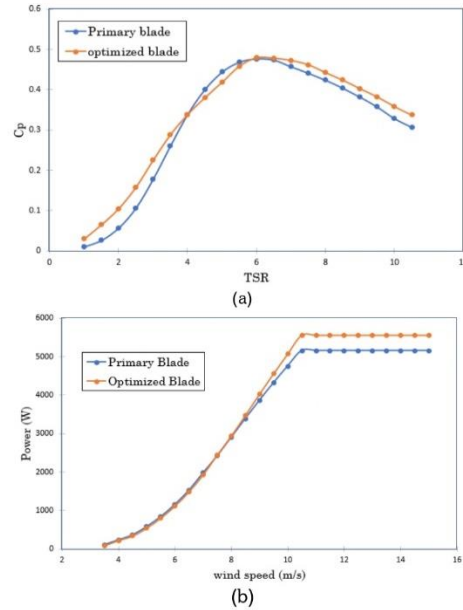 0.6
Primary blade
optimized blade
0.5
0.4
Cp
0.3
0.2
0.1
0
0 2 4 6 8 10 12
TSR
(a)
6000
Primary Blade
Optimized Blade
5000
4000
Power (W)
3000
2000
1000
0
2 4 6 8 10 12 14 16
wind speed (m/s)
(b)